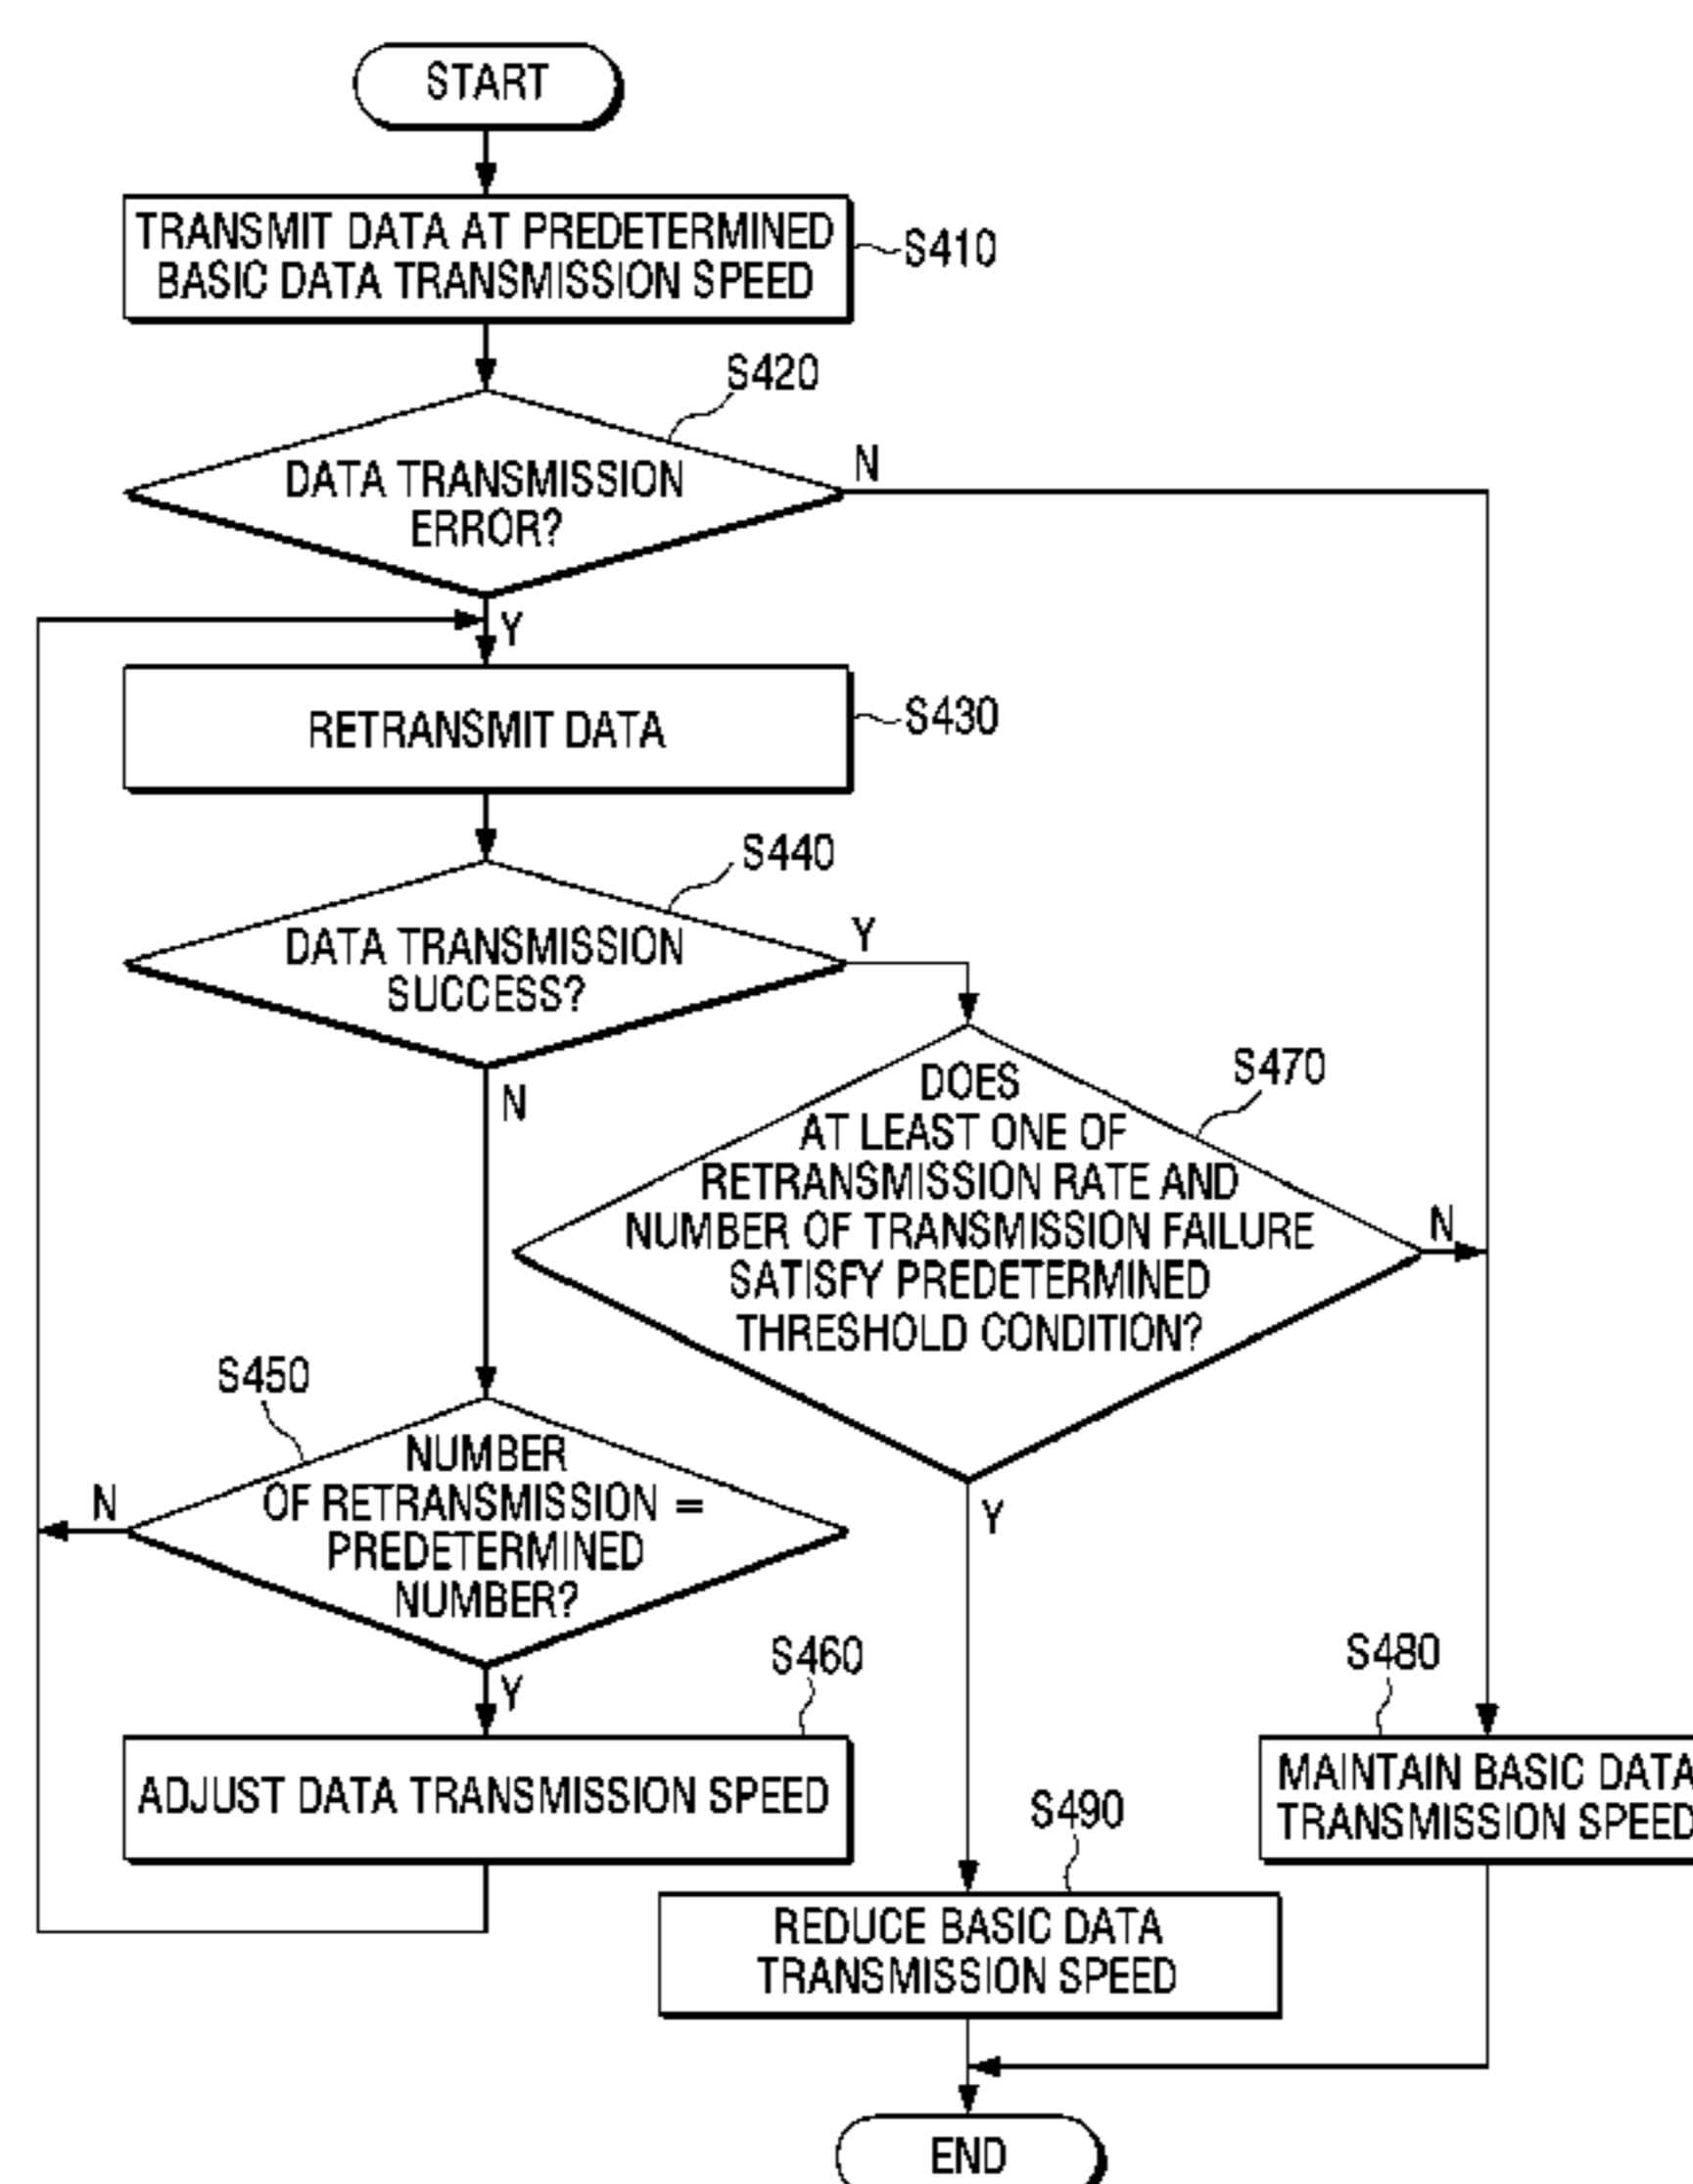 START
TRANSMIT DATA AT PREDETERMINED
BASIC DATA TRANSMISSION SPEED
S410
S420
DATA TRANSMISSION
ERROR?
N
Y
RETRANSMIT DATA
S430
S440
DATA TRANSMISSION
SUCCESS?
Y
N
S470
DOES
AT LEAST ONE OF
RETRANSMISSION RATE AND
NUMBER OF TRANSMISSION FAILURE
SATISFY PREDETERMINED
THRESHOLD CONDITION?
N
Y
S450
NUMBER
OF RETRANSMISSION =
PREDETERMINED
NUMBER?
N
Y
S460
ADJUST DATA TRANSMISSION SPEED
S480
MAINTAIN BASIC DATA
TRANSMISSION SPEED
S490
REDUCE BASIC DATA
TRANSMISSION SPEED
END